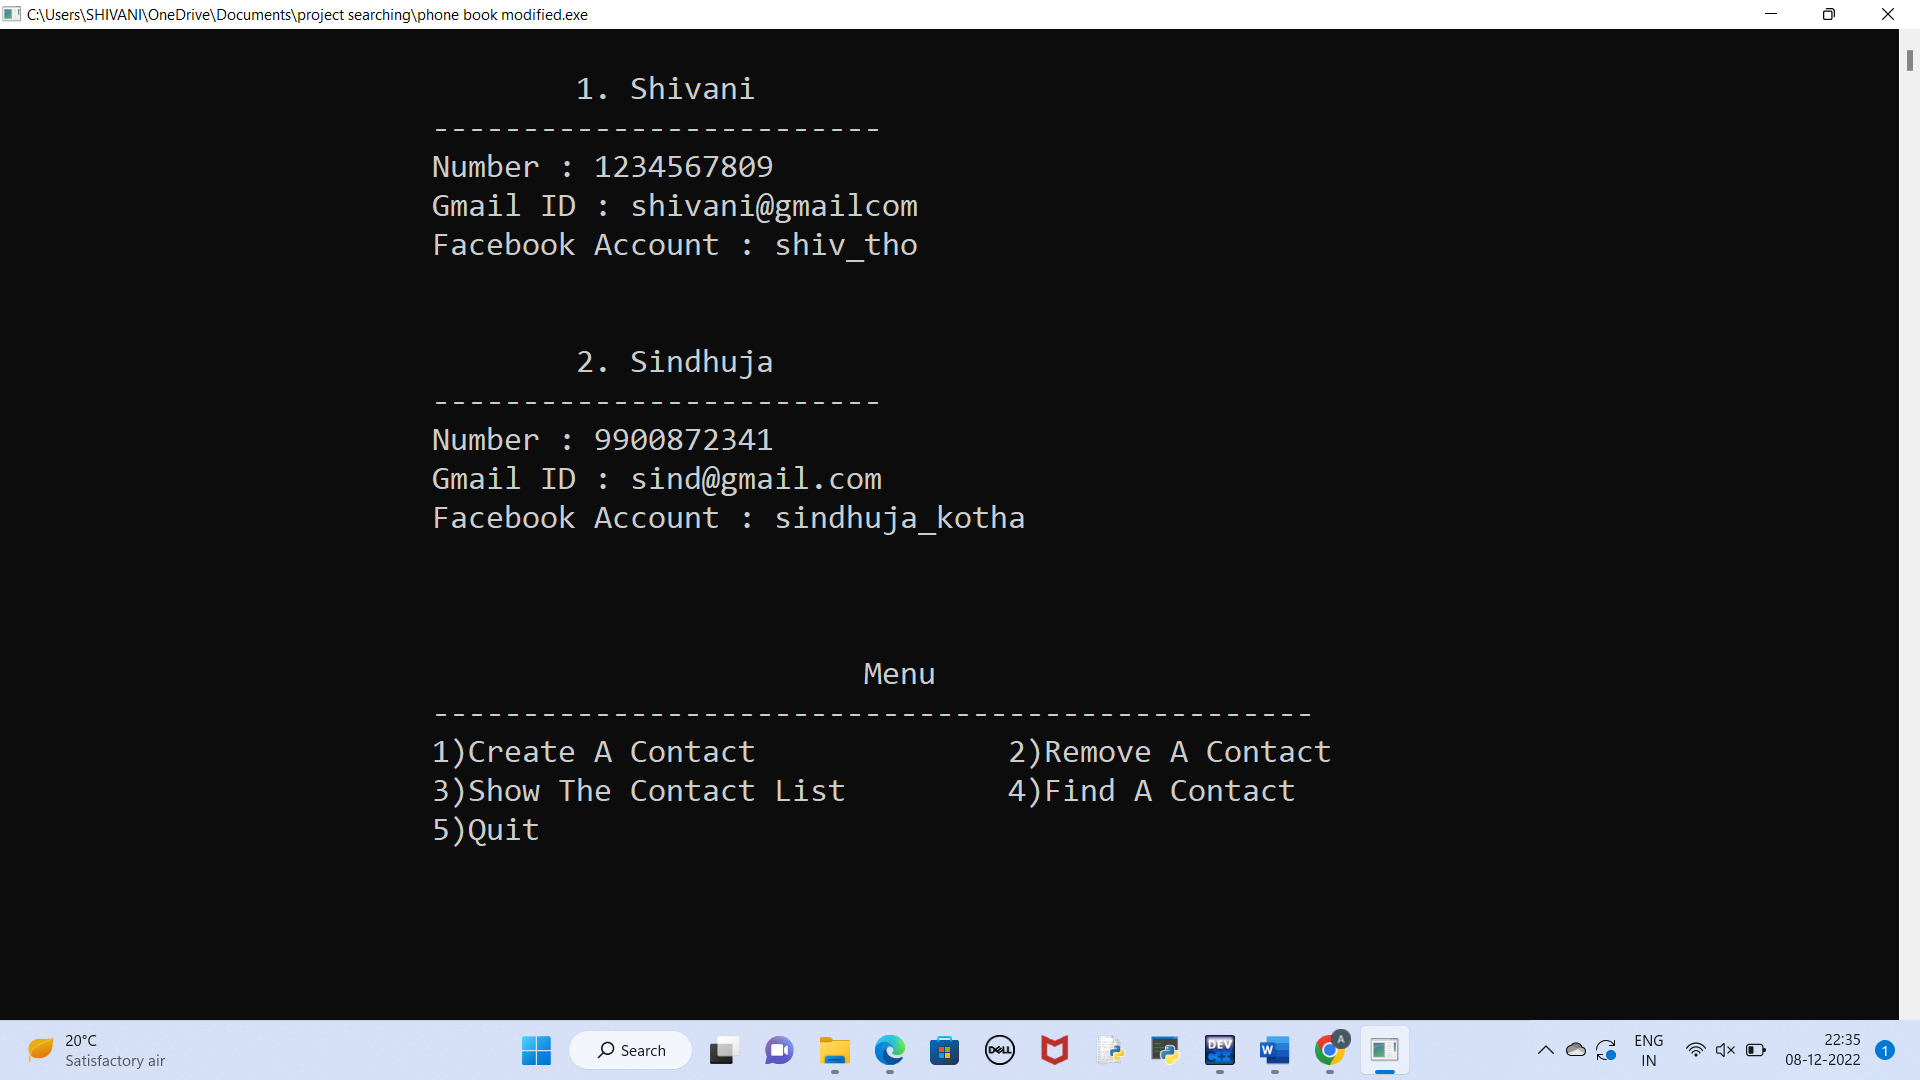 C:\Users\SHIVANI\OneDrive\Documents\project searching\phone book modified.exe
1. Shivani
-------------------------
Number : 1234567809
Gmail ID : shivani@gmailcom
Facebook Account : shiv_tho
2. Sindhuja
-------------------------
Number : 9900872341
Gmail ID : sind@gmail.com
Facebook Account : sindhuja_kotha
Menu
-------------------------------------------------
1)Create A Contact 2)Remove A Contact
3)Show The Contact List 4)Find A Contact
5)Quit
20°C
Satisfactory air
Search
DELL
DEV
C++
W
A
ENG
IN
22:35
08-12-2022
1